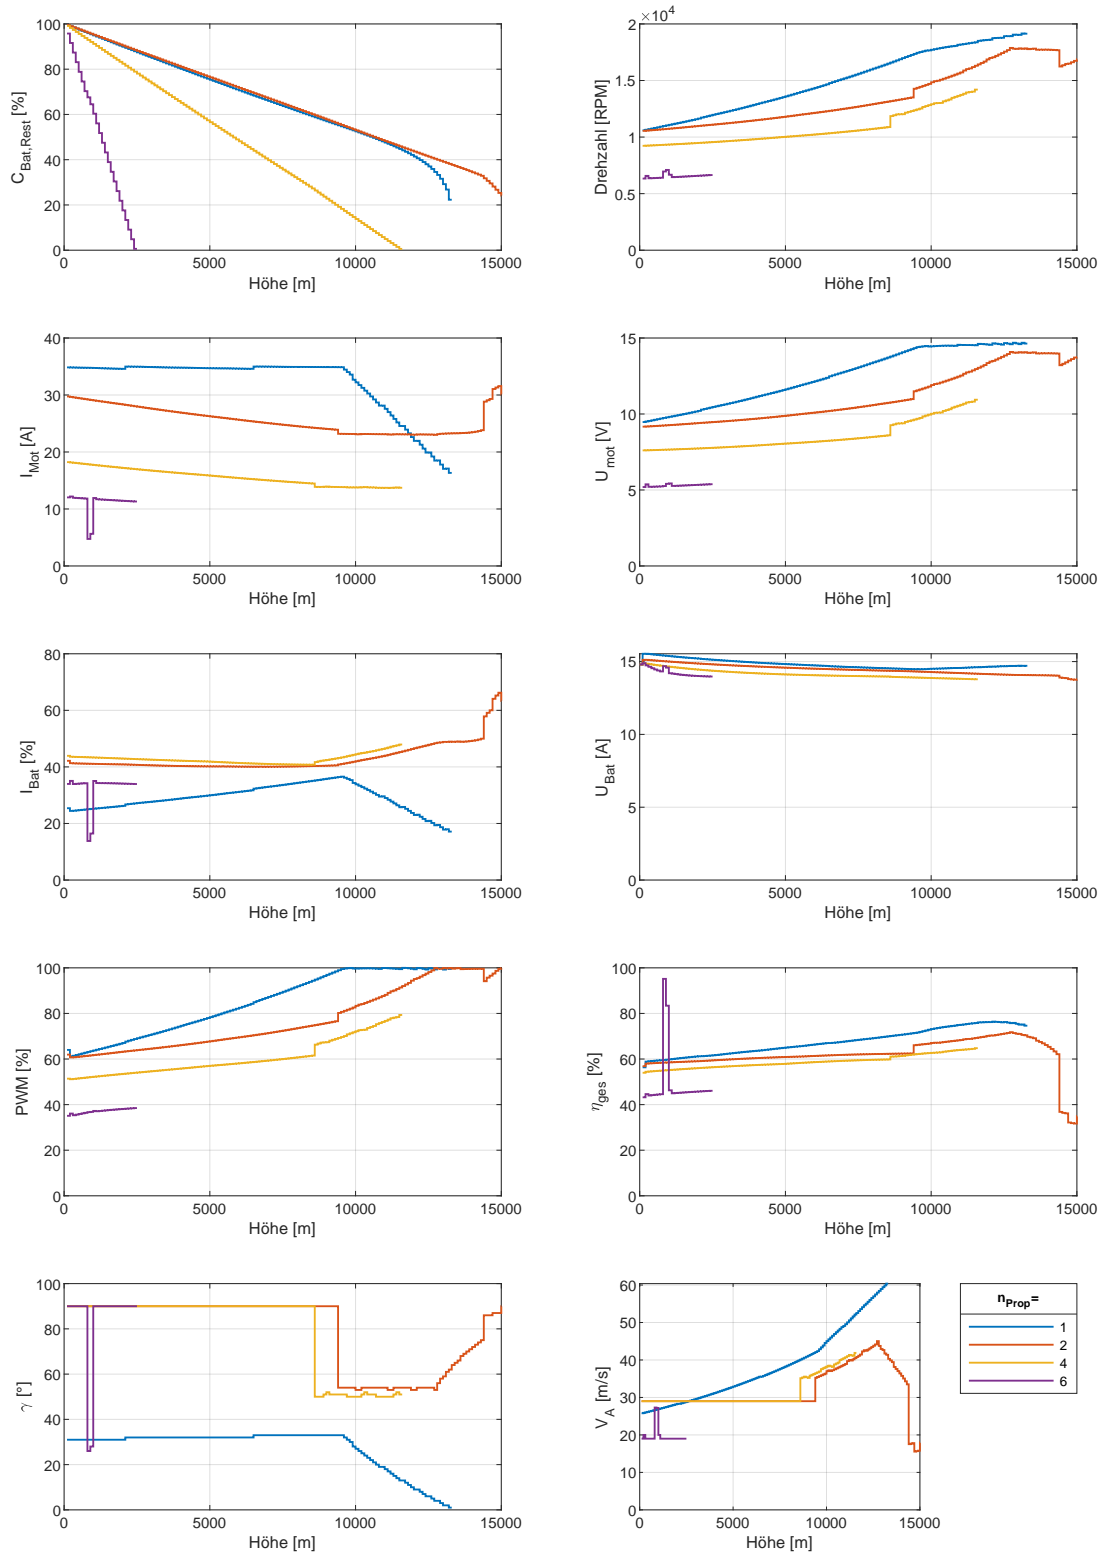 100
80
60
40
20
0
C_Bat,Rest [%]
0 5000 10000 15000
Höhe [m]
×10^4
2
1.5
1
0.5
0
Drehzahl [RPM]
0 5000 10000 15000
Höhe [m]
40
30
20
10
0
I_Mot [A]
0 5000 10000 15000
Höhe [m]
15
10
5
0
U_mot [V]
0 5000 10000 15000
Höhe [m]
80
60
40
20
0
I_Bat [%]
0 5000 10000 15000
Höhe [m]
15
10
5
0
U_Bat [A]
0 5000 10000 15000
Höhe [m]
100
80
60
40
20
0
PWM [%]
0 5000 10000 15000
Höhe [m]
100
80
60
40
20
0
η_ges [%]
0 5000 10000 15000
Höhe [m]
100
80
60
40
20
0
γ [°]
0 5000 10000 15000
Höhe [m]
60
50
40
30
20
10
0
V_A [m/s]
0 5000 10000 15000
Höhe [m]
n_Prop=
1
2
4
6